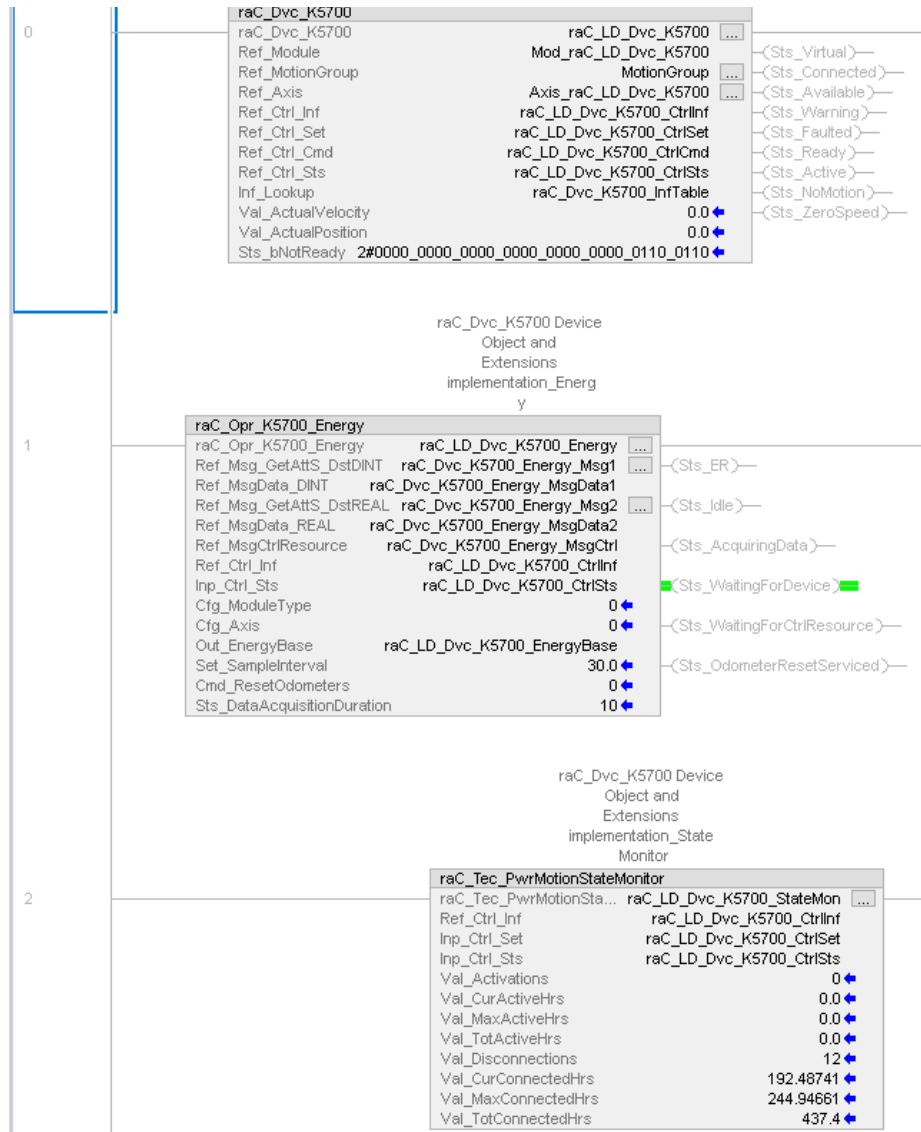 raC_Dvc_K5700
0
raC_Dvc_K5700 raC_LD_Dvc_K5700 ...
Ref_Module Mod_raC_LD_Dvc_K5700 (Sts_Virtual)
Ref_MotionGroup MotionGroup ... (Sts_Connected)
Ref_Axis Axis_raC_LD_Dvc_K5700 ... (Sts_Available)
Ref_Ctrl_Inf raC_LD_Dvc_K5700_CtrlInf (Sts_Warning)
Ref_Ctrl_Set raC_LD_Dvc_K5700_CtrlSet (Sts_Faulted)
Ref_Ctrl_Cmd raC_LD_Dvc_K5700_CtrlCmd (Sts_Ready)
Ref_Ctrl_Sts raC_LD_Dvc_K5700_CtrlSts (Sts_Active)
Inf_Lookup raC_Dvc_K5700_InfTable (Sts_NoMotion)
Val_ActualVelocity 0.0 (Sts_ZeroSpeed)
Val_ActualPosition 0.0
Sts_bNotReady 2#0000_0000_0000_0000_0000_0000_0110_0110
raC_Dvc_K5700 Device
Object and
Extensions
implementation_Energ
y
raC_Opr_K5700_Energy
1
raC_Opr_K5700_Energy raC_LD_Dvc_K5700_Energy ...
Ref_Msg_GetAttS_DstDINT raC_Dvc_K5700_Energy_Msg1 ... (Sts_ER)
Ref_MsgData_DINT raC_Dvc_K5700_Energy_MsgData1
Ref_Msg_GetAttS_DstREAL raC_Dvc_K5700_Energy_Msg2 ... (Sts_Idle)
Ref_MsgData_REAL raC_Dvc_K5700_Energy_MsgData2
Ref_MsgCtrlResource raC_Dvc_K5700_Energy_MsgCtrl (Sts_AcquiringData)
Ref_Ctrl_Inf raC_LD_Dvc_K5700_CtrlInf
Inp_Ctrl_Sts raC_LD_Dvc_K5700_CtrlSts (Sts_WaitingForDevice)
Cfg_ModuleType 0
Cfg_Axis 0 (Sts_WaitingForCtrlResource)
Out_EnergyBase raC_LD_Dvc_K5700_EnergyBase
Set_SampleInterval 30.0 (Sts_OdometerResetServiced)
Cmd_ResetOdometers 0
Sts_DataAcquisitionDuration 10
raC_Dvc_K5700 Device
Object and
Extensions
implementation_State
Monitor
raC_Tec_PwrMotionStateMonitor
2
raC_Tec_PwrMotionSta... raC_LD_Dvc_K5700_StateMon ...
Ref_Ctrl_Inf raC_LD_Dvc_K5700_CtrlInf
Inp_Ctrl_Set raC_LD_Dvc_K5700_CtrlSet
Inp_Ctrl_Sts raC_LD_Dvc_K5700_CtrlSts
Val_Activations 0
Val_CurActiveHrs 0.0
Val_MaxActiveHrs 0.0
Val_TotActiveHrs 0.0
Val_Disconnections 12
Val_CurConnectedHrs 192.48741
Val_MaxConnectedHrs 244.94661
Val_TotConnectedHrs 437.4